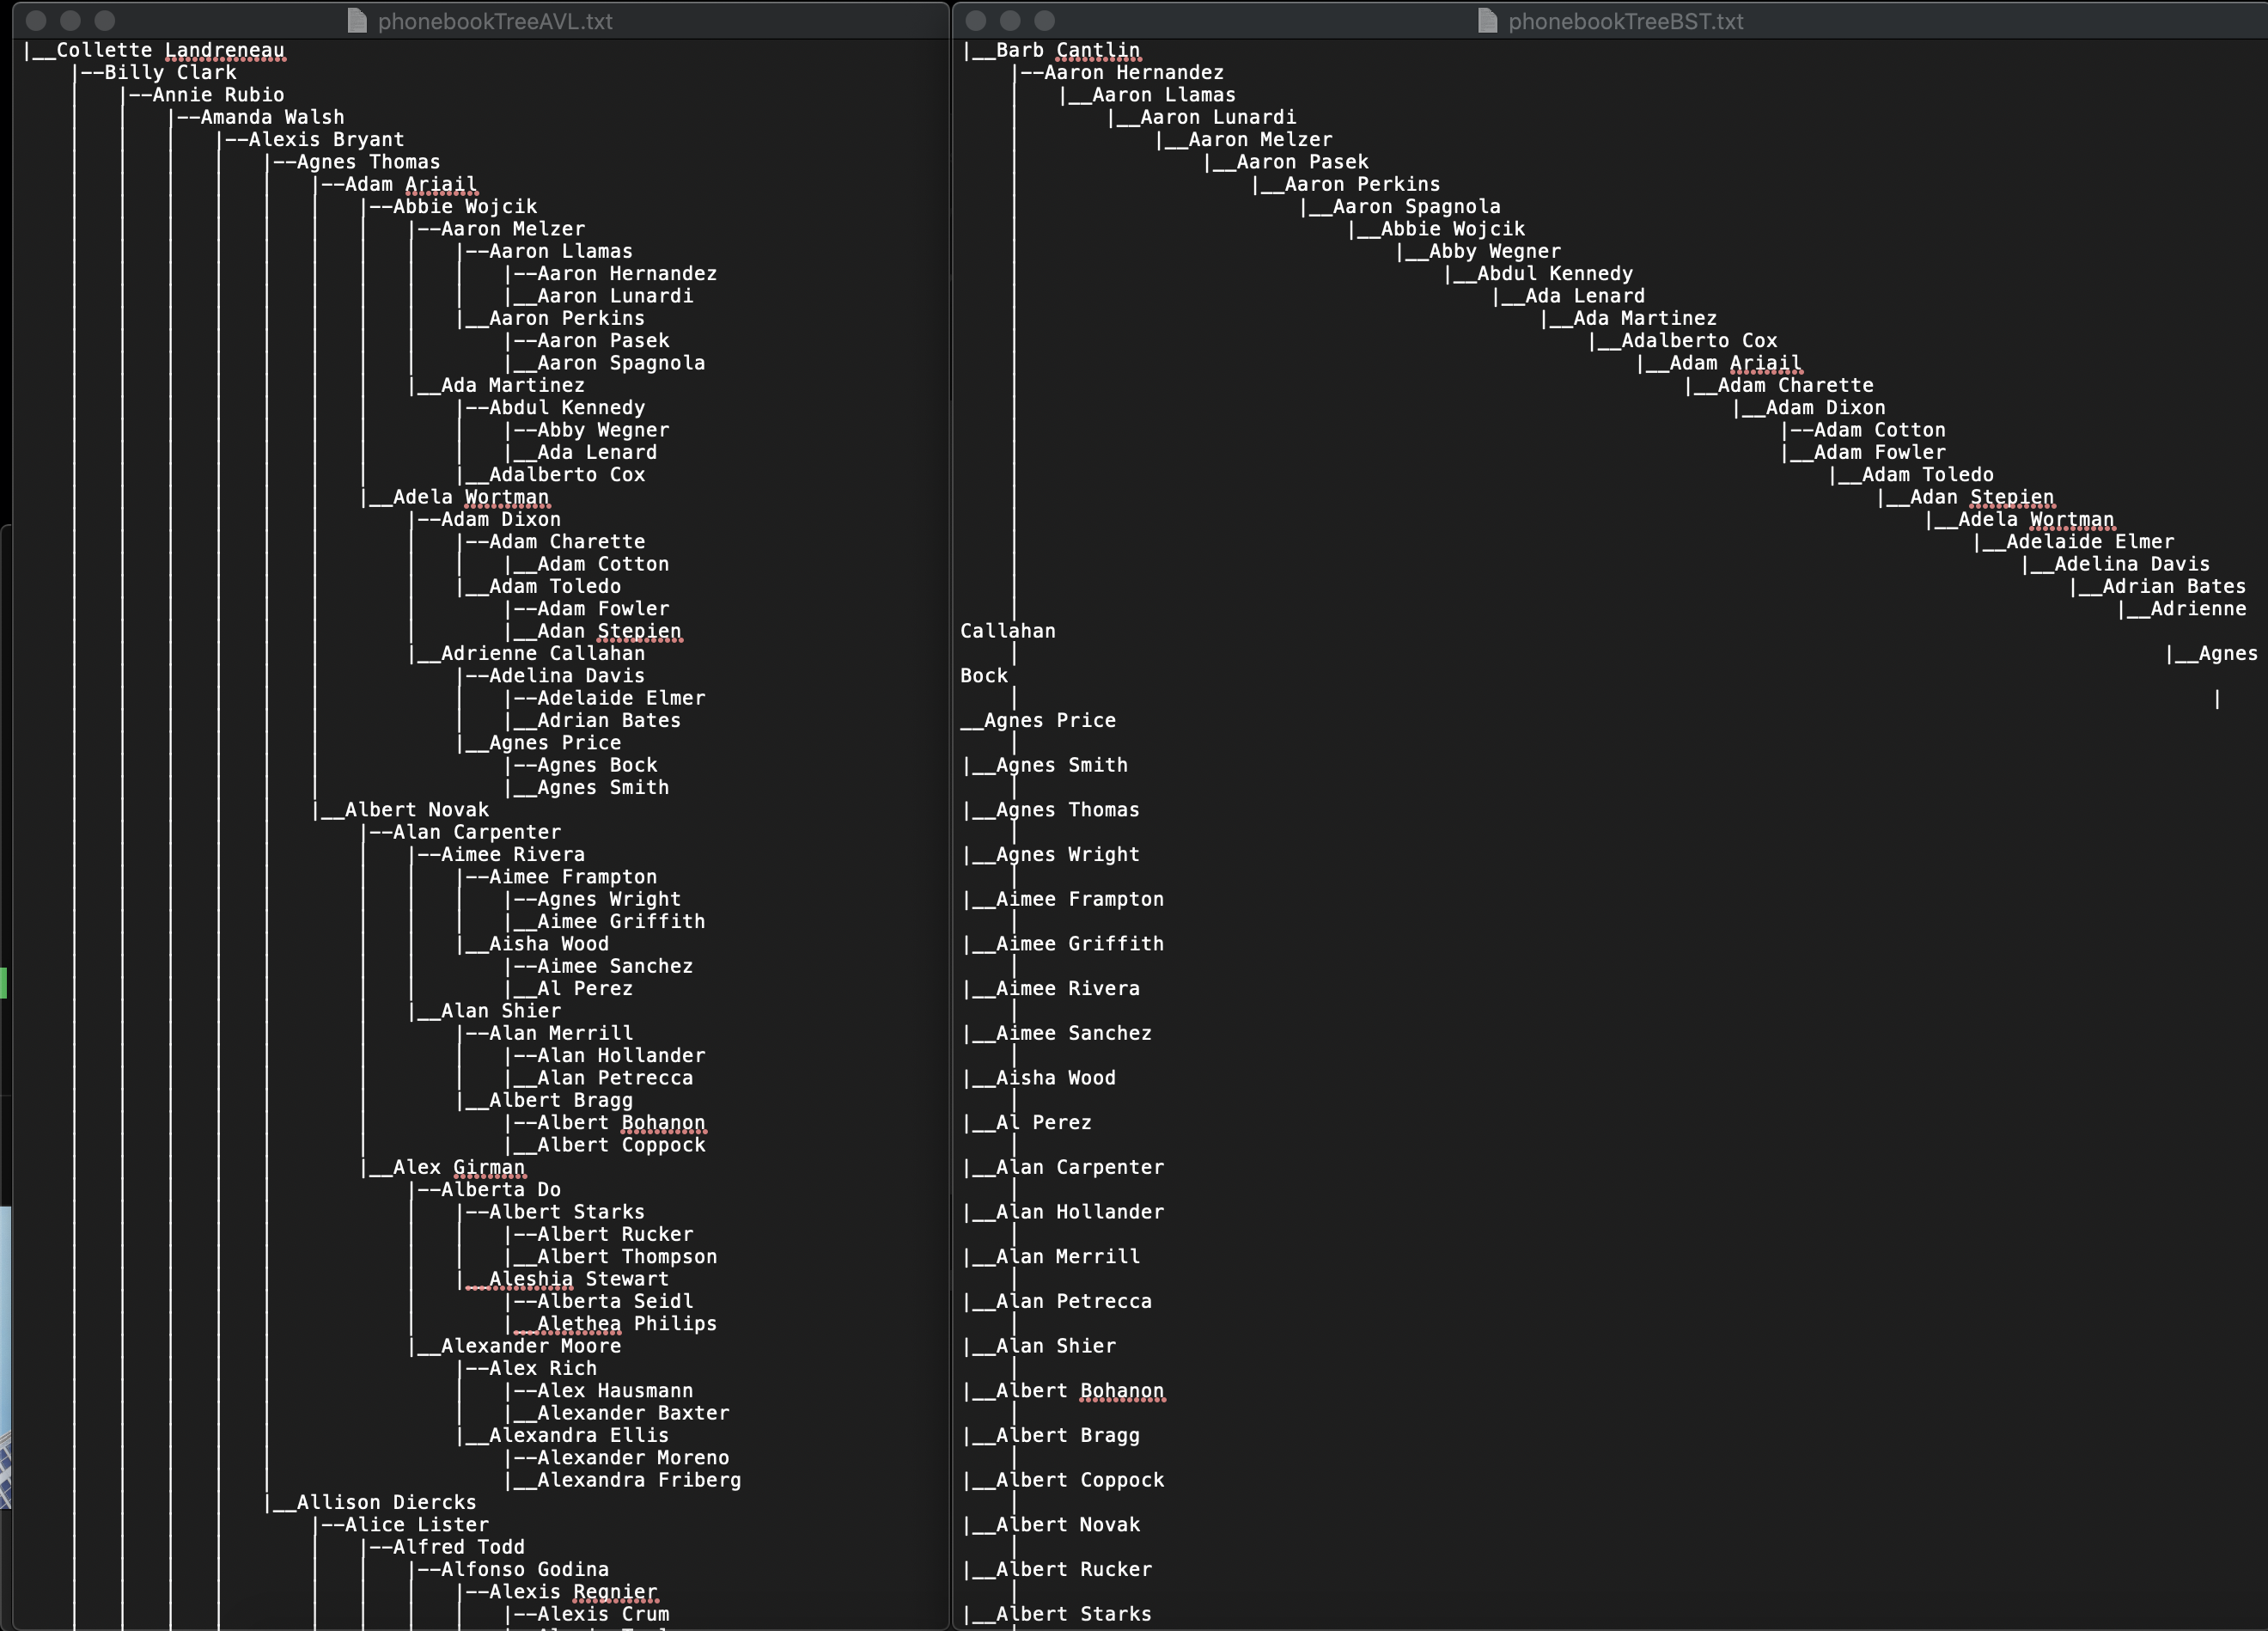 phonebookTreeAVL.txt
|__Collette Landreneau
|--Billy Clark
|--Annie Rubio
|--Amanda Walsh
|--Alexis Bryant
|--Agnes Thomas
|--Adam Ariail
|--Abbie Wojcik
|--Aaron Melzer
|--Aaron Llamas
|--Aaron Hernandez
|__Aaron Lunardi
|__Aaron Perkins
|--Aaron Pasek
|__Aaron Spagnola
|__Ada Martinez
|--Abdul Kennedy
|--Abby Wegner
|__Ada Lenard
|__Adalberto Cox
|__Adela Wortman
|--Adam Dixon
|--Adam Charette
|__Adam Cotton
|__Adam Toledo
|--Adam Fowler
|__Adan Stepien
|__Adrienne Callahan
|--Adelina Davis
|--Adelaide Elmer
|__Adrian Bates
|__Agnes Price
|--Agnes Bock
|__Agnes Smith
|__Albert Novak
|--Alan Carpenter
|--Aimee Rivera
|--Aimee Frampton
|--Agnes Wright
|__Aimee Griffith
|__Aisha Wood
|--Aimee Sanchez
|__Al Perez
|__Alan Shier
|--Alan Merrill
|--Alan Hollander
|__Alan Petrecca
|__Albert Bragg
|--Albert Bohanon
|__Albert Coppock
|__Alex Girman
|--Alberta Do
|--Albert Starks
|--Albert Rucker
|__Albert Thompson
|__Aleshia Stewart
|--Alberta Seidl
|__Alethea Philips
|__Alexander Moore
|--Alex Rich
|--Alex Hausmann
|__Alexander Baxter
|__Alexandra Ellis
|--Alexander Moreno
|__Alexandra Friberg
|__Allison Diercks
|--Alice Lister
|--Alfred Todd
|--Alfonso Godina
|--Alexis Regnier
|--Alexis Crum
phonebookTreeBST.txt
|__Barb Cantlin
|--Aaron Hernandez
|__Aaron Llamas
|__Aaron Lunardi
|__Aaron Melzer
|__Aaron Pasek
|__Aaron Perkins
|__Aaron Spagnola
|__Abbie Wojcik
|__Abby Wegner
|__Abdul Kennedy
|__Ada Lenard
|__Ada Martinez
|__Adalberto Cox
|__Adam Ariail
|__Adam Charette
|__Adam Dixon
|--Adam Cotton
|__Adam Fowler
|__Adam Toledo
|__Adan Stepien
|__Adela Wortman
|__Adelaide Elmer
|__Adelina Davis
|__Adrian Bates
|__Adrienne
Callahan
|__Agnes
Bock
|
__Agnes Price
|__Agnes Smith
|__Agnes Thomas
|__Agnes Wright
|__Aimee Frampton
|__Aimee Griffith
|__Aimee Rivera
|__Aimee Sanchez
|__Aisha Wood
|__Al Perez
|__Alan Carpenter
|__Alan Hollander
|__Alan Merrill
|__Alan Petrecca
|__Alan Shier
|__Albert Bohanon
|__Albert Bragg
|__Albert Coppock
|__Albert Novak
|__Albert Rucker
|__Albert Starks